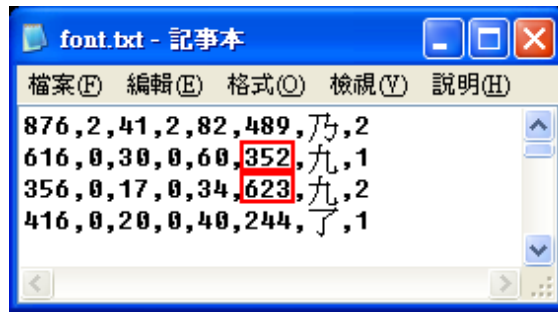 font.txt - 記事本
檔案(F) 編輯(E) 格式(O) 檢視(V) 説明(H)
876,2,41,2,82,489,乃,2
616,0,30,0,60,352,九,1
356,0,17,0,34,623,九,2
416,0,20,0,40,244,了,1